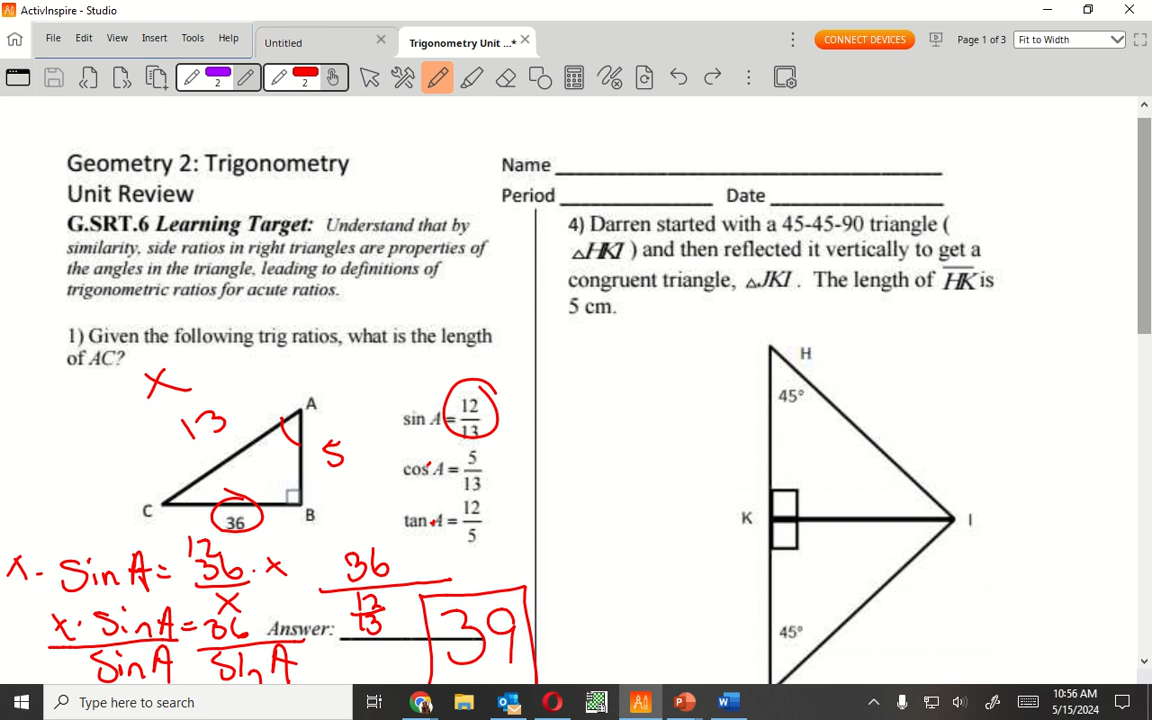 ActivInspire - Studio
File Edit View Insert Tools Help
Untitled
Trigonometry Unit ...*
CONNECT DEVICES
Page 1 of 3
Fit to Width
2
2
Geometry 2: Trigonometry
Unit Review
G.SRT.6 Learning Target: Understand that by
similarity, side ratios in right triangles are properties of
the angles in the triangle, leading to definitions of
trigonometric ratios for acute ratios.
1) Given the following trig ratios, what is the length
of AC?
x
13
A
5
C
36
B
sin A = 12/13
cos A = 5/13
tan A = 12/5
x · Sin A = 36/x · x
12
x · Sin A = 36
Sin A Sin A
36
12/13
Answer: 39
Name
Period Date
4) Darren started with a 45-45-90 triangle (
△HKI ) and then reflected it vertically to get a
congruent triangle, △JKI . The length of HK is
5 cm.
H
45°
K
I
45°
Type here to search
10:56 AM
5/15/2024